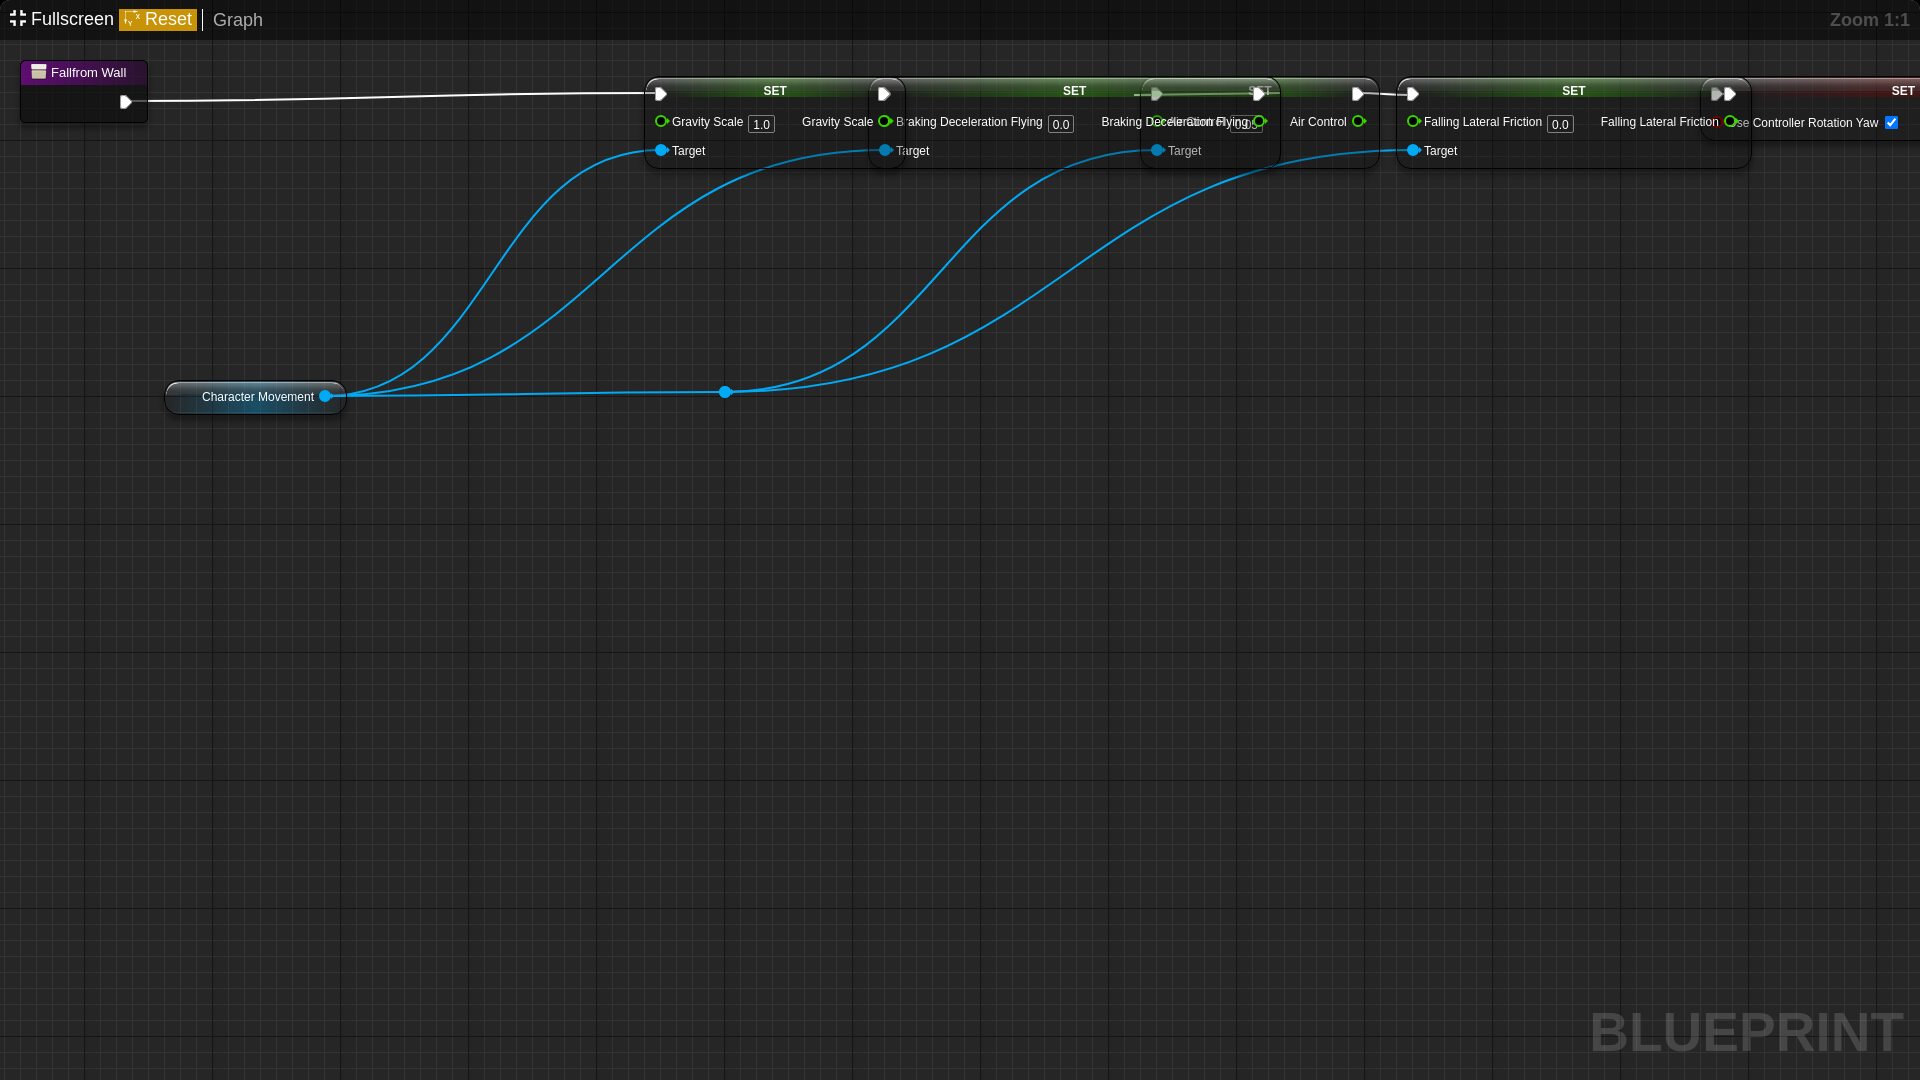 Fullscreen Reset Graph Zoom 1:1
Fallfrom Wall
SET SET SET SET SET
Gravity Scale 1.0 Gravity Scale Braking Deceleration Flying 0.0 Braking Deceleration Flying Air Control Falling Lateral Friction 0.0 Falling Lateral Friction Controller Rotation Yaw
Target Target Target Target
Character Movement
BLUEPRINT